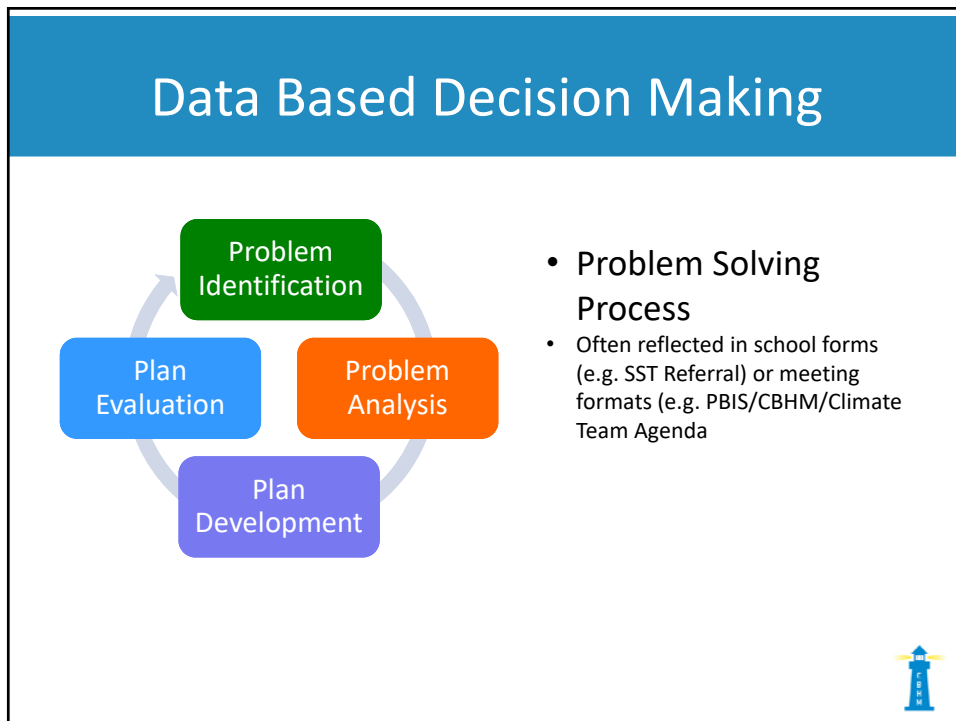 Data Based Decision Making
Problem
Identification
Problem
Analysis
Plan
Development
Plan
Evaluation
• Problem Solving
Process
• Often reflected in school forms
(e.g. SST Referral) or meeting
formats (e.g. PBIS/CBHM/Climate
Team Agenda
C
B
H
M